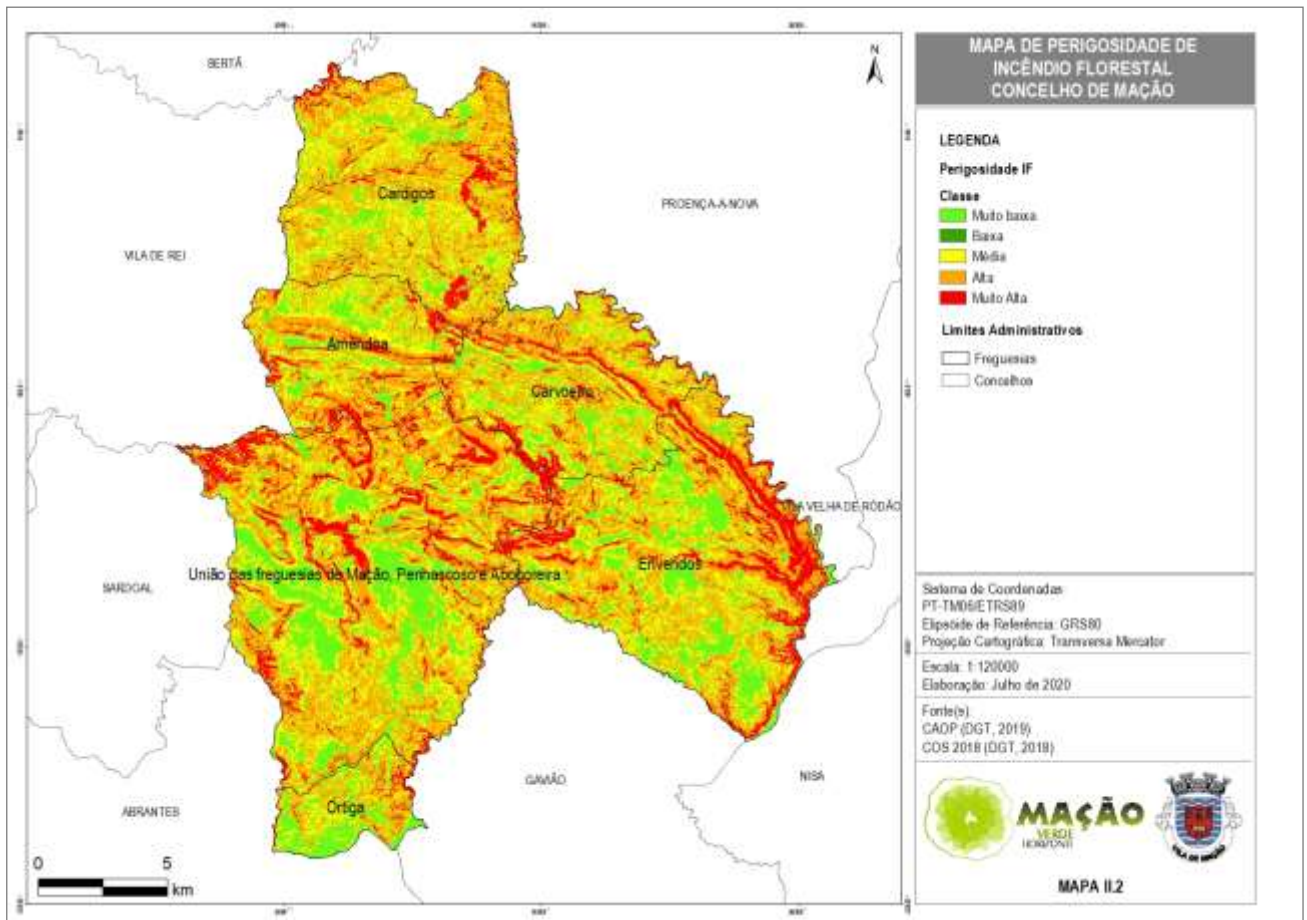 MAPA DE PERIGOSIDADE DE
INCÊNDIO FLORESTAL
CONCELHO DE MAÇÃO
N
SERTÃ
PROENÇA-A-NOVA
VILA DE REI
VELHA DE RÓDÃO
SARDOAL
ABRANTES
GAVIÃO
NISA
Cardigos
Amêndoa
Carvoeiro
Envendos
União das freguesias de Mação, Penhascoso e Aboboreira
Ortiga
0 5
km
LEGENDA
Perigosidade IF
Classe
Muito baixa
Baixa
Média
Alta
Muito Alta
Limites Administrativos
Freguesias
Concelhos
Sistema de Coordenadas
PT-TM06/ETRS89
Elipsóide de Referência: GRS80
Projeção Cartográfica: Transversa Mercator
Escala: 1:120000
Elaboração: Julho de 2020
Fonte(s):
CAOP (DGT, 2019)
COS 2018 (DGT, 2018)
MAÇÃO
VERDE
HORIZONTE
VILA DE MAÇÃO
MAPA II.2